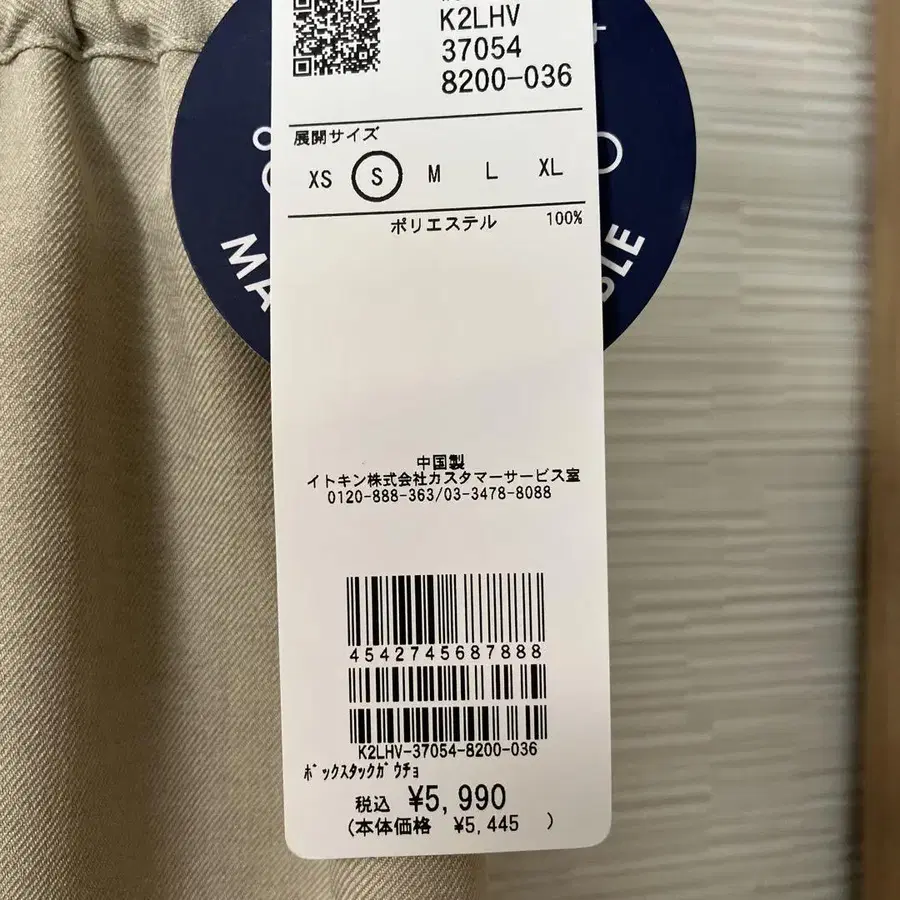 K2LHV
37054
8200-036
展開サイズ
XS S M L XL
ポリエステル 100%
中国製
イトキン株式会社カスタマーサービス室
0120-888-363/03-3478-8088
4542745687888
K2LHV-37054-8200-036
ﾎﾞｯｸｽﾀｯｸｶﾞｳﾁｮ
税込 ¥5,990
(本体価格 ¥5,445 )